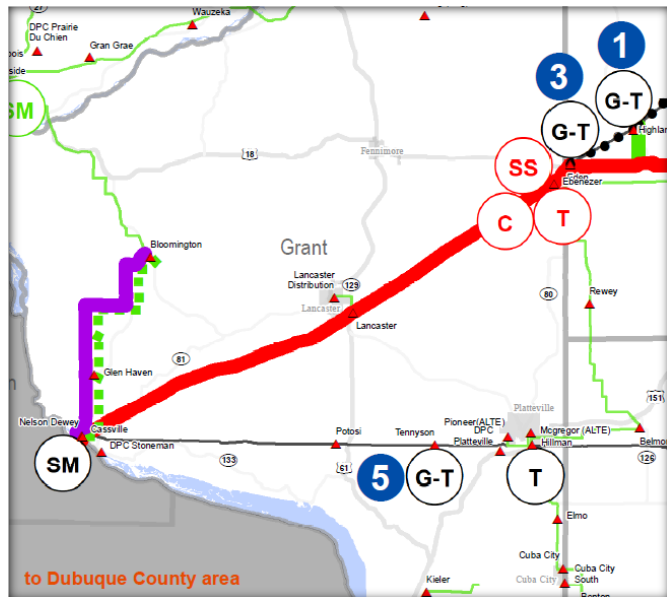 27
Wauzeka
DPC Prairie
Du Chien
Gran Grae
60
1
3
G-T
G-T
SM
18
Fennimore
Highlan
Eden
SS
Ebenezer
C
T
Bloomington
Grant
Lancaster
Distribution
129
Lancaster
Lancaster
80
Rewey
81
Glen Haven
151
Platteville
Nelson Dewey
Cassville
DPC Stoneman
Potosi
Tennyson
Pioneer(ALTE)
DPC
Platteville
Mcgregor (ALTE)
Hillman
Belmo
SM
133
61
5
G-T
T
126
Elmo
Cuba City
Cuba City
Cuba City
South
to Dubuque County area
Kieler
Benton